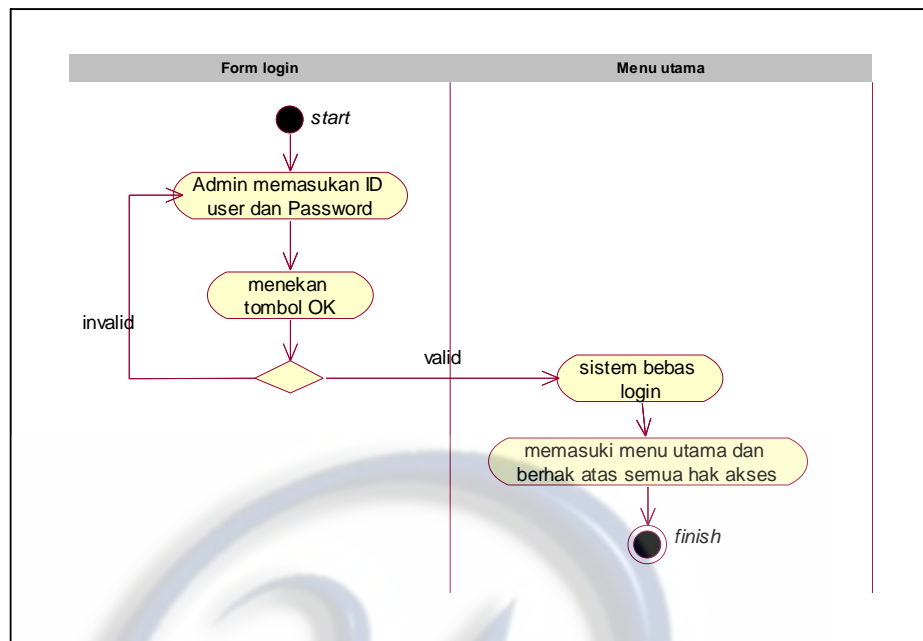 Form login
Menu utama
start
Admin memasukan ID
user dan Password
menekan
tombol OK
invalid
valid
sistem bebas
login
memasuki menu utama dan
berhak atas semua hak akses
finish